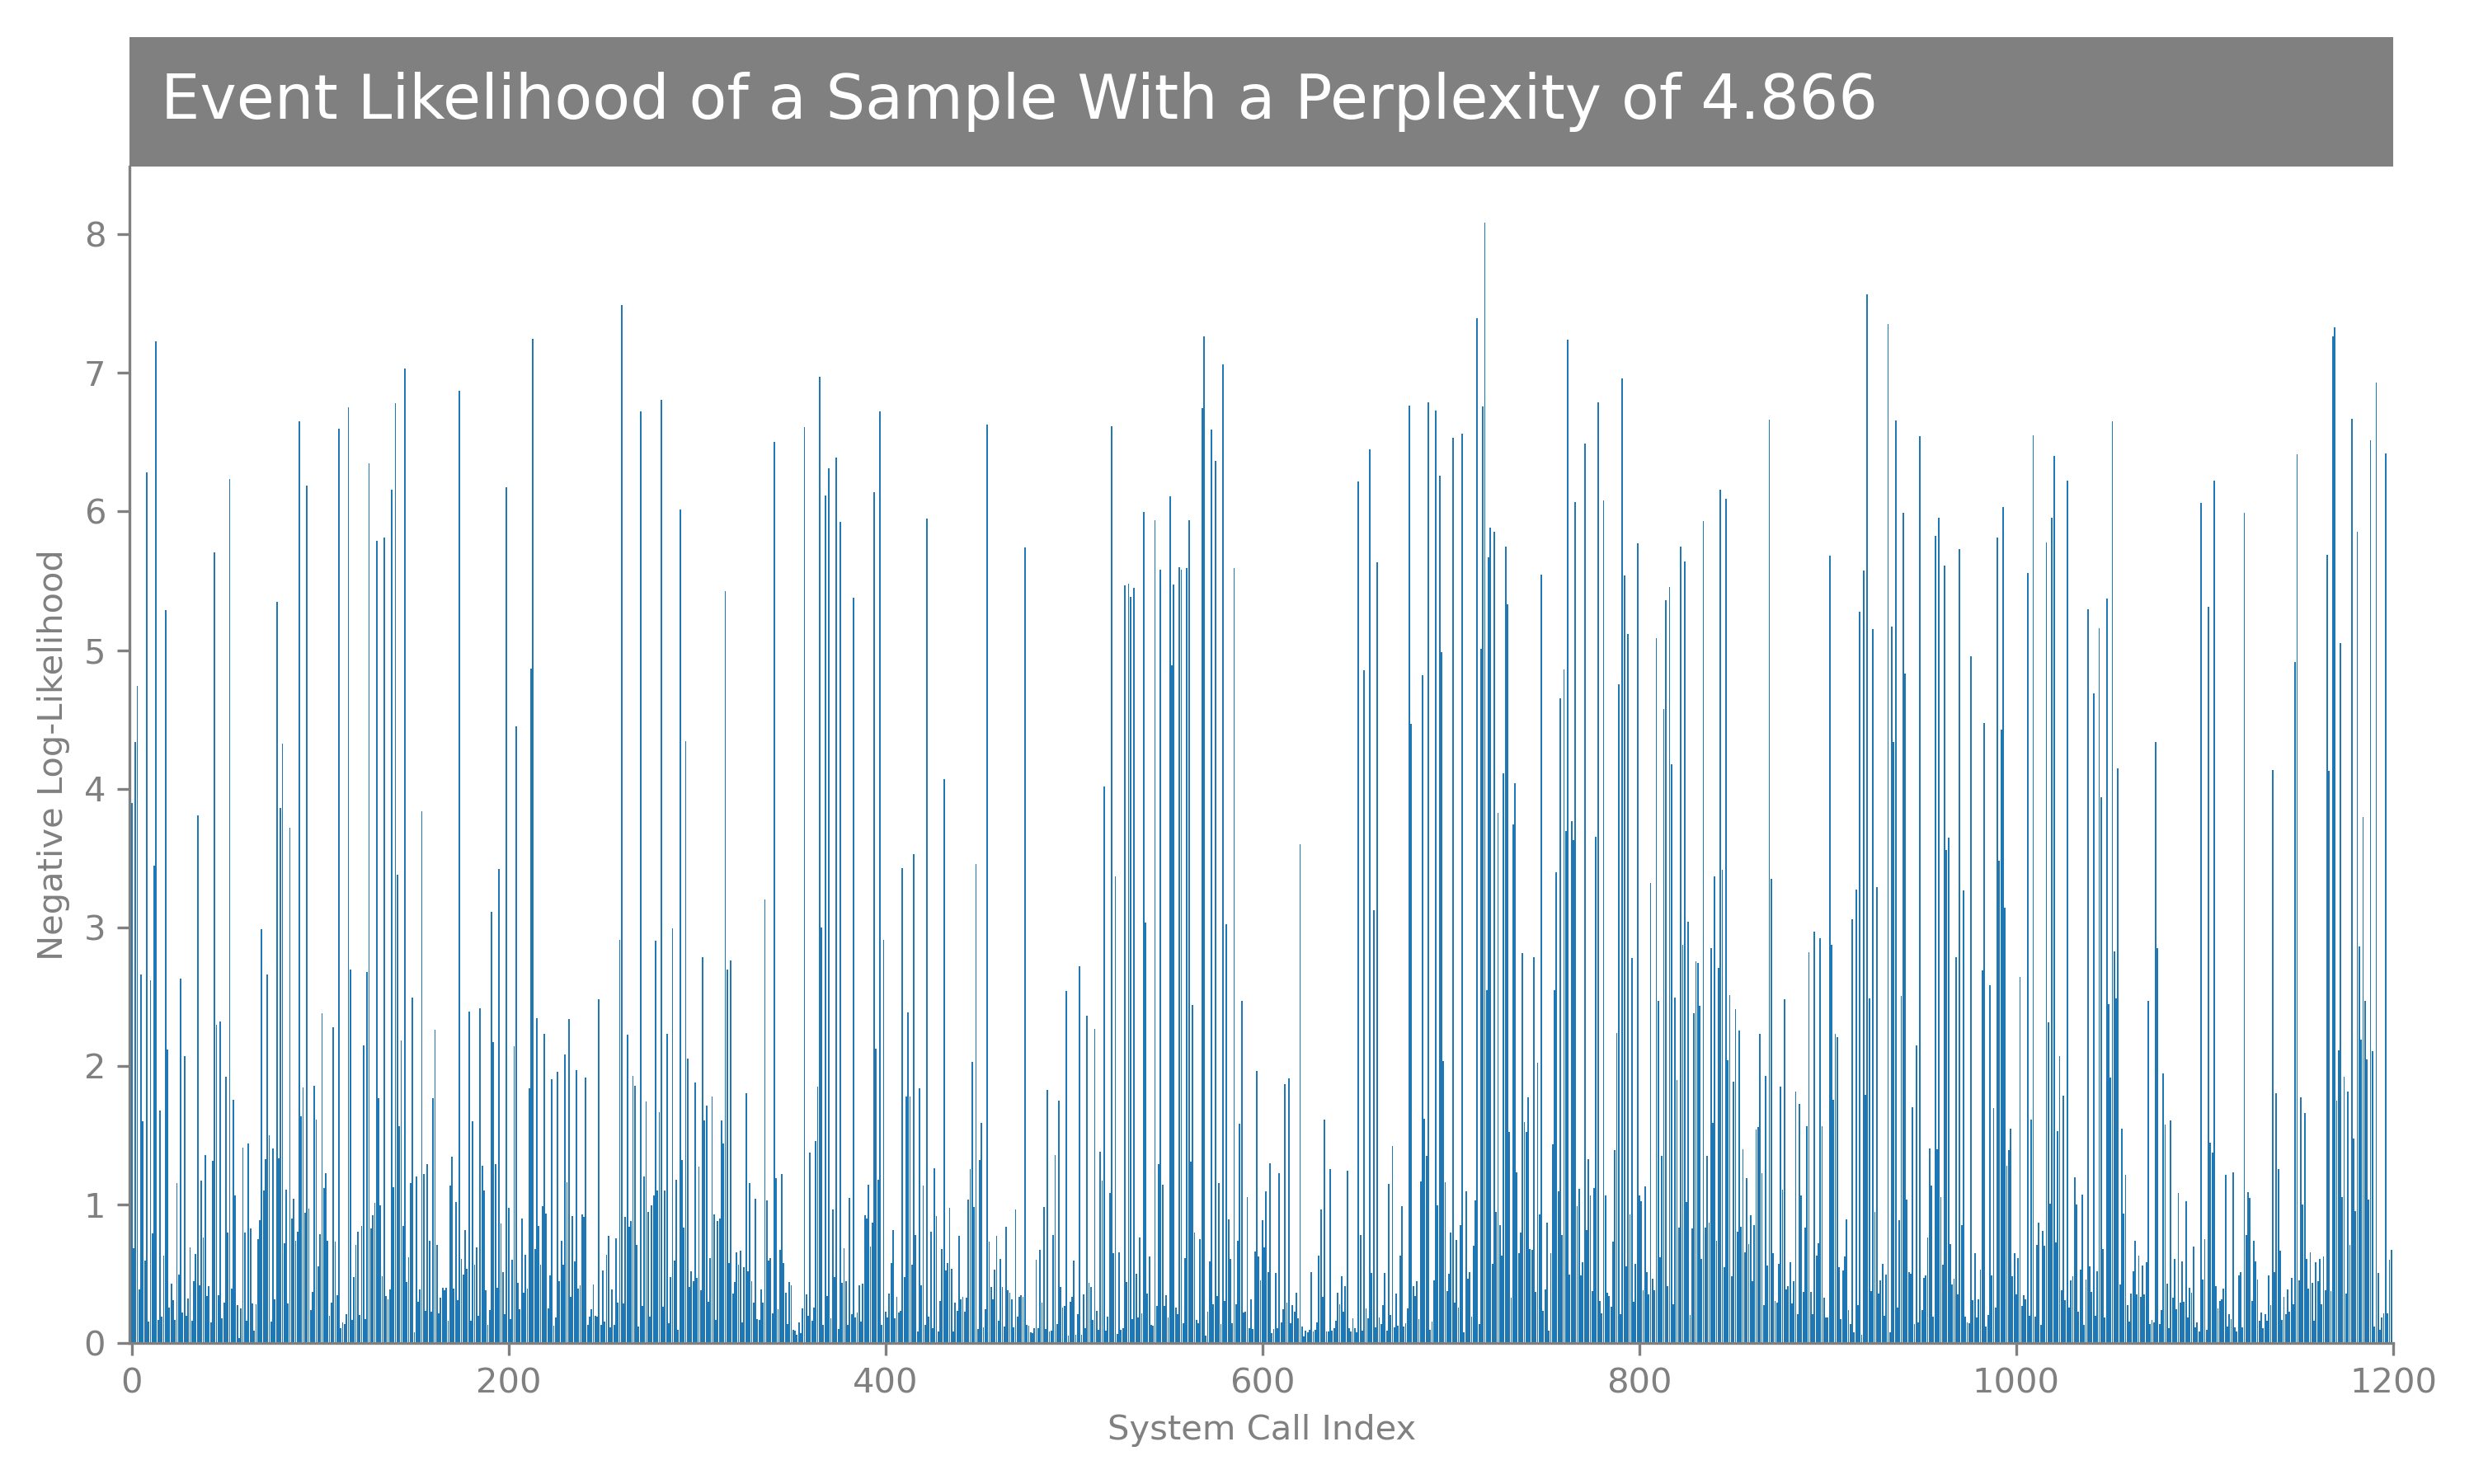 Event Likelihood of a Sample With a Perplexity of 4.866
8
7
6
5
4
3
2
1
0
Negative Log-Likelihood
0 200 400 600 800 1000 1200
System Call Index